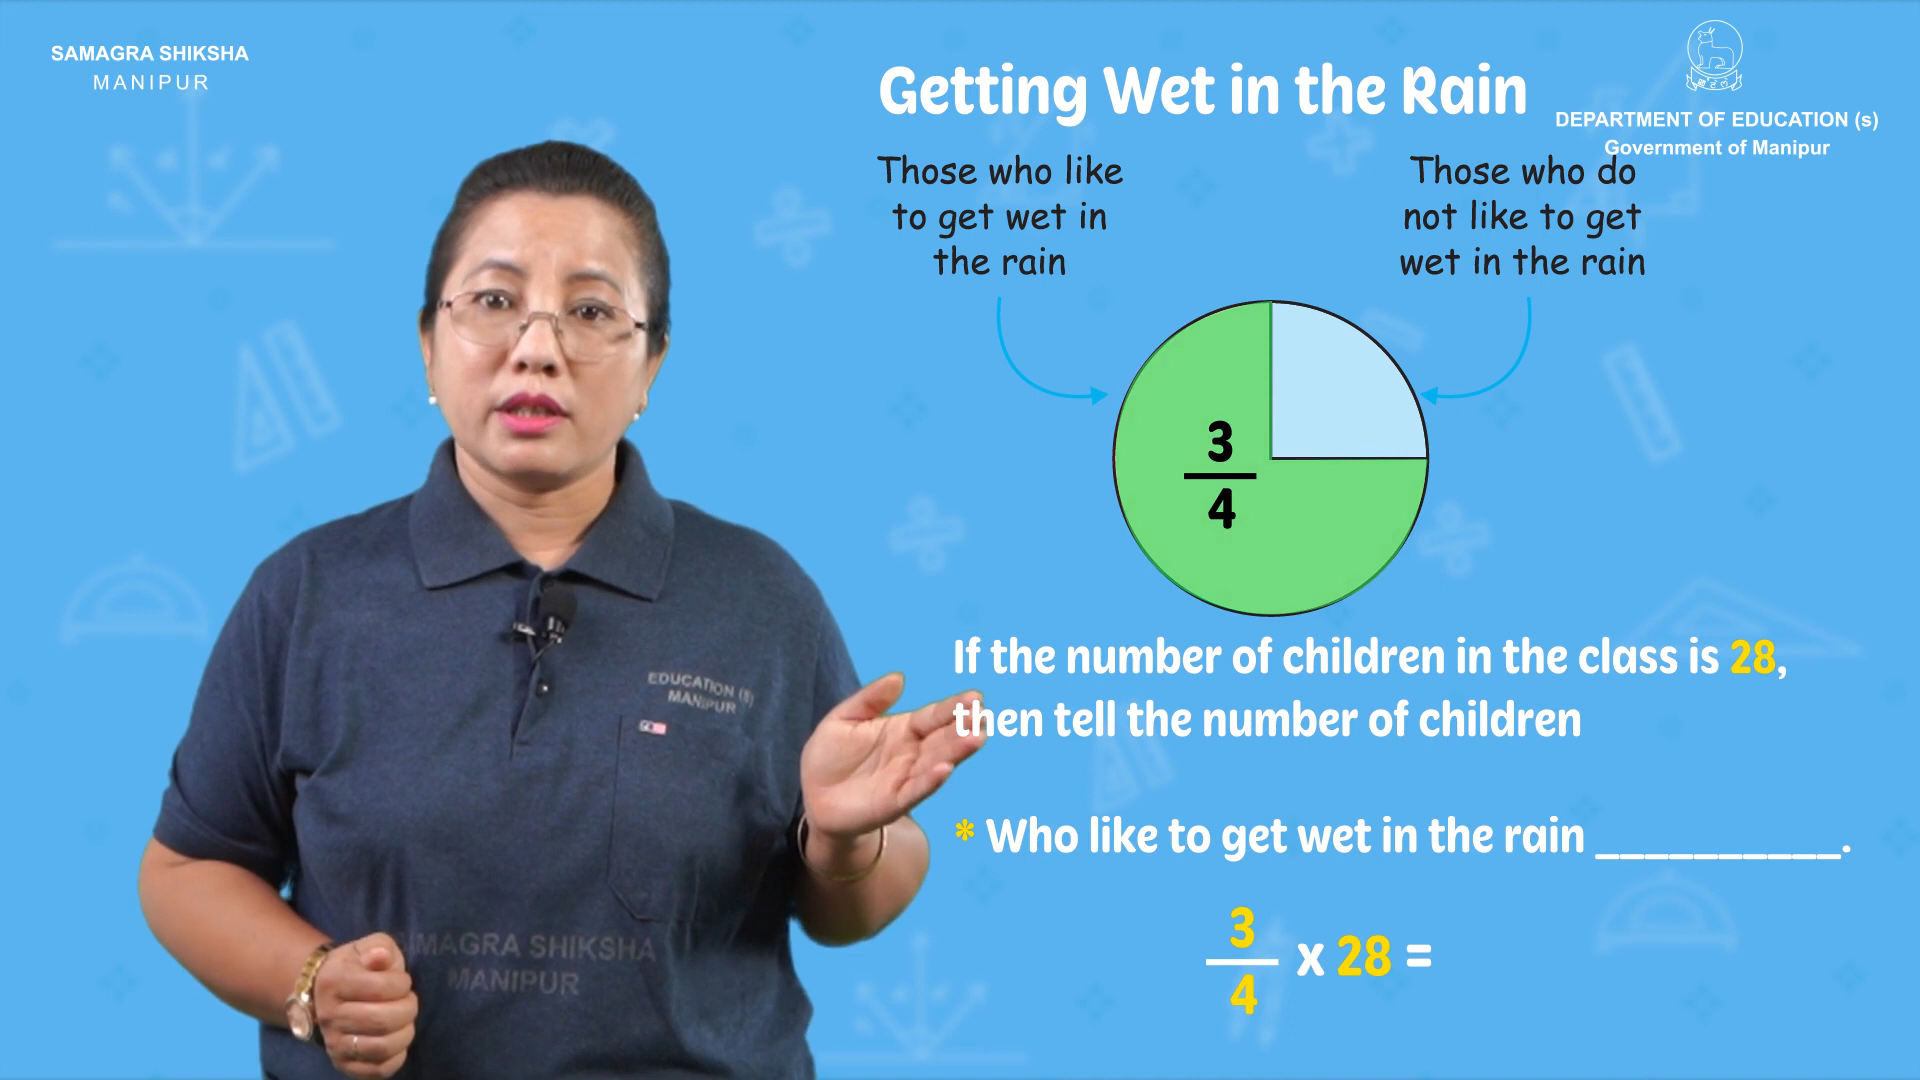 SAMAGRA SHIKSHA
MANIPUR
Getting Wet in the Rain
DEPARTMENT OF EDUCATION (s)
Government of Manipur
Those who like
to get wet in
the rain
Those who do
not like to get
wet in the rain
3
4
If the number of children in the class is 28,
then tell the number of children
* Who like to get wet in the rain __________.
3
4
x 28 =
EDUCATION (S)
MANIPUR
SAMAGRA SHIKSHA
MANIPUR